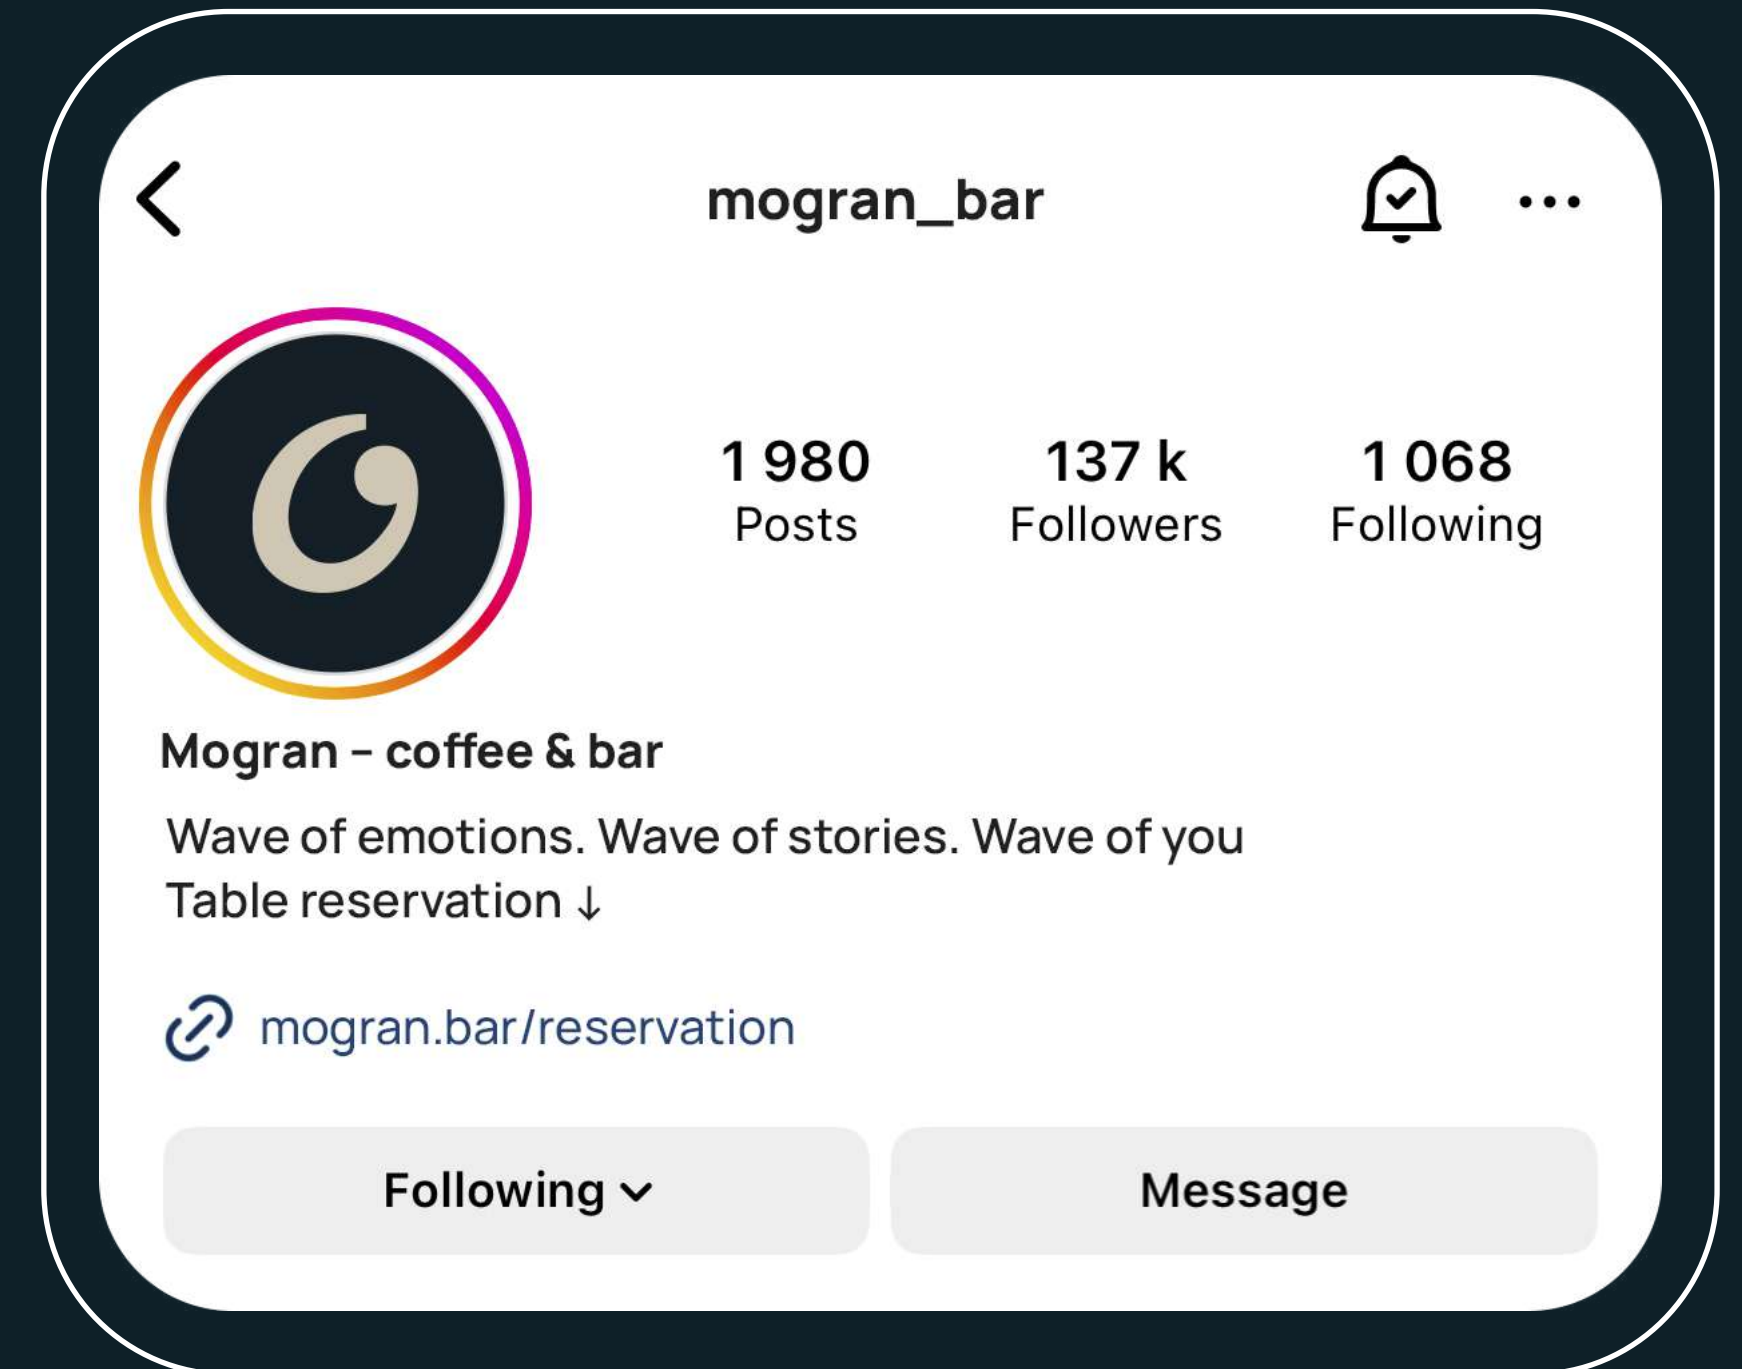 mogran_bar
1 980
Posts
137 k
Followers
1 068
Following
Mogran – coffee & bar
Wave of emotions. Wave of stories. Wave of you
Table reservation ↓
mogran.bar/reservation
Following
Message